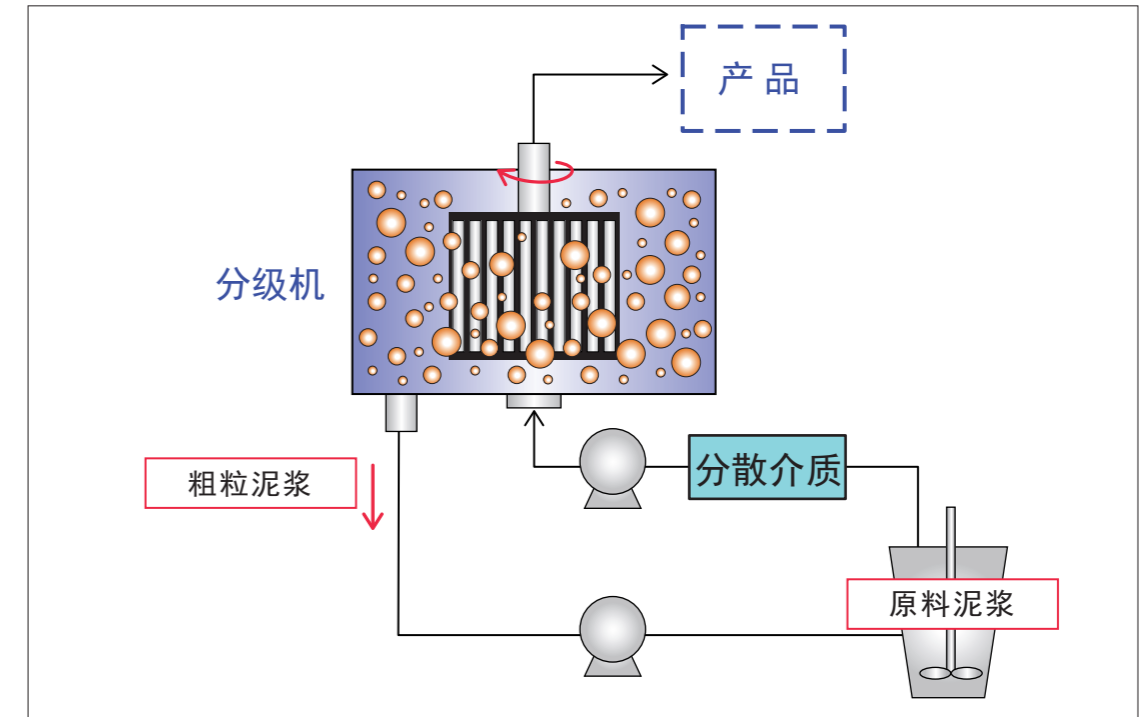 产品
分级机
分散介质
粗粒泥浆
原料泥浆